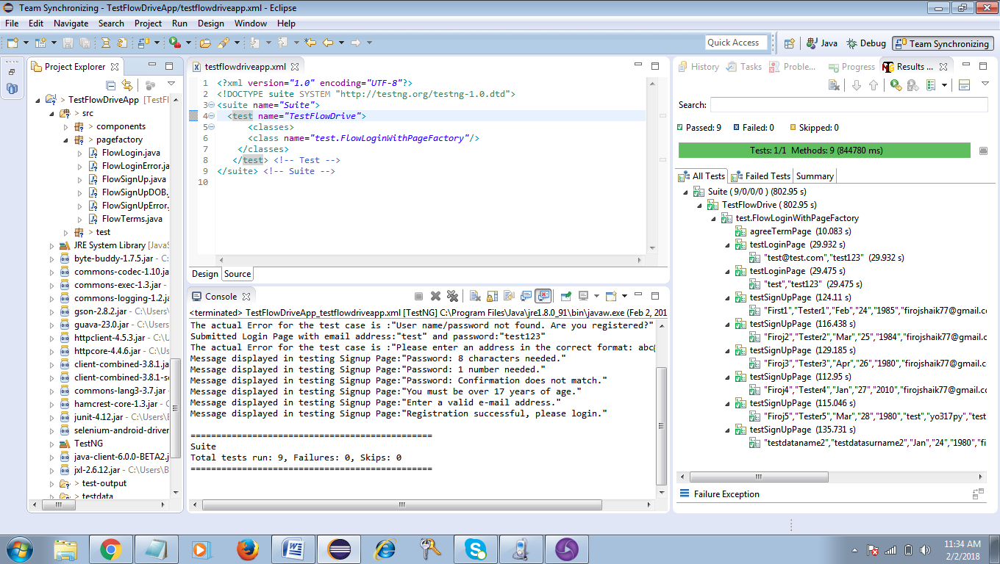 Team Synchronizing - TestFlowDriveApp/testflowdriveapp.xml - Eclipse
File Edit Navigate Search Project Run Design Window Help
Quick Access
Java
Debug
Team Synchronizing
Project Explorer
> TestFlowDriveApp [TestFl
> src
> components
> pagefactory
FlowLogin.java
FlowLoginError.ja
FlowSignUp.java
FlowSignUpDOB.
FlowSignUpError.
FlowTerms.java
> test
JRE System Library [JavaS
byte-buddy-1.7.5.jar - C:
commons-codec-1.10.ja
commons-exec-1.3.jar -
commons-logging-1.2.ja
gson-2.8.2.jar - C:\Users
guava-23.0.jar - C:\Users
httpclient-4.5.3.jar - C:\
httpcore-4.4.6.jar - C:\U
client-combined-3.8.1.ja
client-combined-3.8.1-s
commons-lang3-3.7.jar -
hamcrest-core-1.3.jar -
junit-4.12.jar - C:\Users\
selenium-android-driver
TestNG
java-client-6.0.0-BETA2.j
jxl-2.6.12.jar - C:\Users\B
> test-output
> testdata
testflowdriveapp.xml
1 <?xml version="1.0" encoding="UTF-8"?>
2 <!DOCTYPE suite SYSTEM "http://testng.org/testng-1.0.dtd">
3 <suite name="Suite">
4 <test name="TestFlowDrive">
5 <classes>
6 <class name="test.FlowLoginWithPageFactory"/>
7 </classes>
8 </test> <!-- Test -->
9 </suite> <!-- Suite -->
10
Design Source
Console
<terminated> TestFlowDriveApp_testflowdriveapp.xml [TestNG] C:\Program Files\Java\jre1.8.0_91\bin\javaw.exe (Feb 2, 201
The actual Error for the test case is :"User name/password not found. Are you registered?"
Submitted Login Page with email address:"test" and password:"test123"
The actual Error for the test case is :"Please enter an address in the correct format: abc(
Message displayed in testing Signup Page:"Password: 8 characters needed."
Message displayed in testing Signup Page:"Password: 1 number needed."
Message displayed in testing Signup Page:"Password: Confirmation does not match."
Message displayed in testing Signup Page:"You must be over 17 years of age."
Message displayed in testing Signup Page:"Enter a valid e-mail address."
Message displayed in testing Signup Page:"Registration successful, please login."
===============================================
Suite
Total tests run: 9, Failures: 0, Skips: 0
===============================================
History Tasks Proble... Progress Results ...
Search:
Passed: 9 Failed: 0 Skipped: 0
Tests: 1/1 Methods: 9 (844780 ms)
All Tests Failed Tests Summary
Suite ( 9/0/0/0 ) (802.95 s)
TestFlowDrive ( 802.95 s)
test.FlowLoginWithPageFactory
agreeTermPage (10.083 s)
testLoginPage (29.932 s)
"test@test.com","test123" (29.932 s)
testLoginPage (29.475 s)
"test","test123" (29.475 s)
testSignUpPage (124.11 s)
"First1","Tester1","Feb","24","1985","firojshaik77@gmail.c
testSignUpPage (116.438 s)
"Firoj2","Tester2","Mar","25","1984","firojshaik77@gmail.c
testSignUpPage (129.185 s)
"Firoj3","Tester3","Apr","26","1980","firojshaik77@gmail.c
testSignUpPage (112.95 s)
"Firoj4","Tester4","Jan","27","2010","firojshaik77@gmail.co
testSignUpPage (115.046 s)
"Firoj5","Tester5","Mar","28","1980","test","yo317py","test
testSignUpPage (135.731 s)
"testdataname2","testdatasurname2","Jan","24","1980","fi
Failure Exception
11:34 AM
2/2/2018